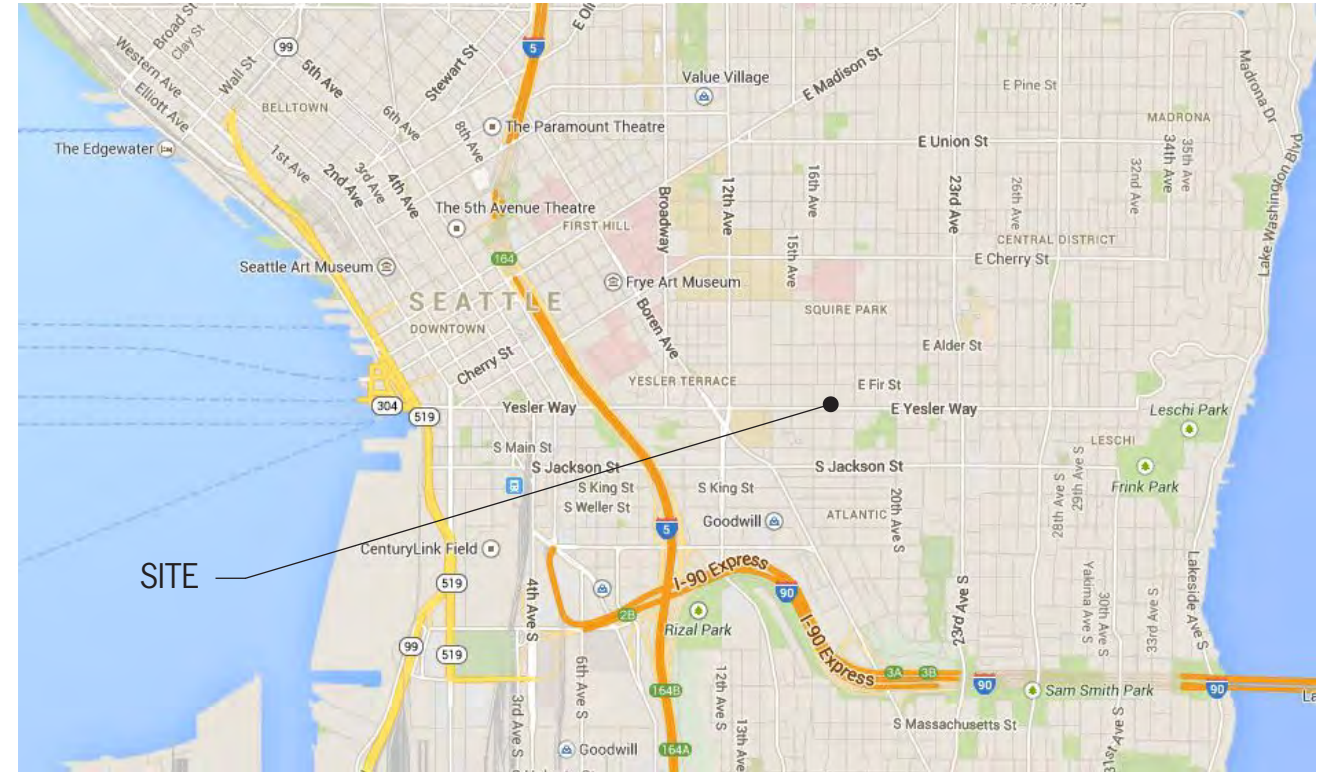 Broad St
Clay St
99
E Oli
5
Western Ave
Wall St
5th Ave
Stewart St
Value Village
E Madison St
E Pine St
Madrona Dr
Elliott Ave
BELLTOWN
6th Ave
8th Ave
The Paramount Theatre
MADRONA
The Edgewater
E Union St
34th Ave
35th Ave
1st Ave
2nd Ave
3rd Ave
4th Ave
Broadway
12th Ave
16th Ave
23rd Ave
26th Ave
32nd Ave
Lake Washington Blvd
The 5th Avenue Theatre
FIRST HILL
15th Ave
CENTRAL DISTRICT
164
E Cherry St
Seattle Art Museum
Frye Art Museum
SEATTLE
DOWNTOWN
Boren Ave
SQUIRE PARK
Cherry St
E Alder St
YESLER TERRACE
E Fir St
304
519
Yesler Way
E Yesler Way
Leschi Park
LESCHI
S Main St
S Jackson St
S Jackson St
S King St
S King St
Frink Park
S Weller St
Goodwill
ATLANTIC
20th Ave S
28th Ave S
29th Ave S
5
CenturyLink Field
SITE
519
4th Ave S
I-90 Express
90
2B
Rizal Park
I-90 Express
23rd Ave S
Yakima Ave S
30th Ave S
33rd Ave S
Lakeside Ave S
99
519
6th Ave S
3A
3B
90
Sam Smith Park
90
La
164B
12th Ave S
13th Ave
3rd Ave S
S Massachusetts St
31st Ave S
Goodwill
164A